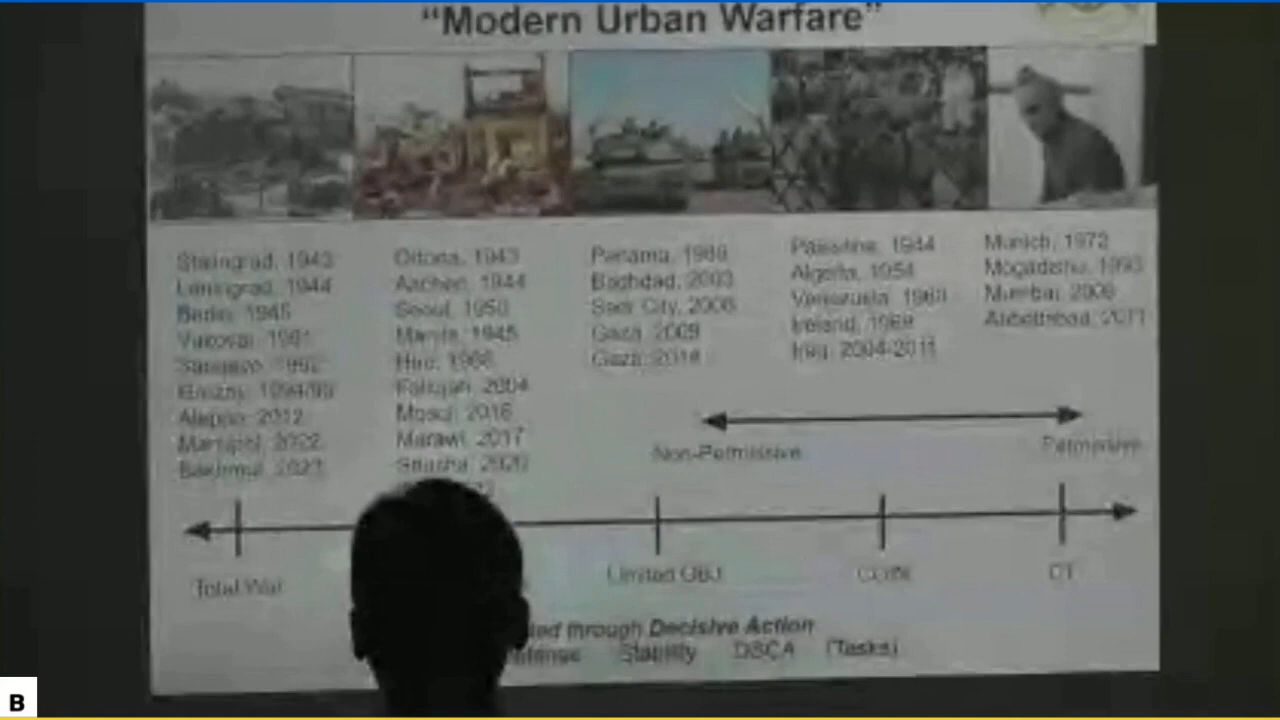 "Modern Urban Warfare"
Stalingrad, 1943
Leningrad, 1944
Berlin, 1945
Vukovar, 1991
Sarajevo, 1992
Grozny, 1994/99
Aleppo, 2012
Mariupol, 2022
Bakhmut, 2023
Ortona, 1943
Aachen, 1944
Seoul, 1950
Manila, 1945
Hue, 1968
Fallujah, 2004
Mosul, 2016
Marawi, 2017
Shusha, 2020
Panama, 1989
Baghdad, 2003
Sadr City, 2008
Gaza, 2009
Gaza, 2014
Palestine, 1944
Algeria, 1954
Venezuela, 1960
Ireland, 1969
Iraq, 2004-2011
Munich, 1972
Mogadishu, 1993
Mumbai, 2008
Abbottabad, 2011
Non-Permissive Permissive
Total War Limited OBJ COIN CT
through Decisive Action
Stability DSCA (Tasks)
B